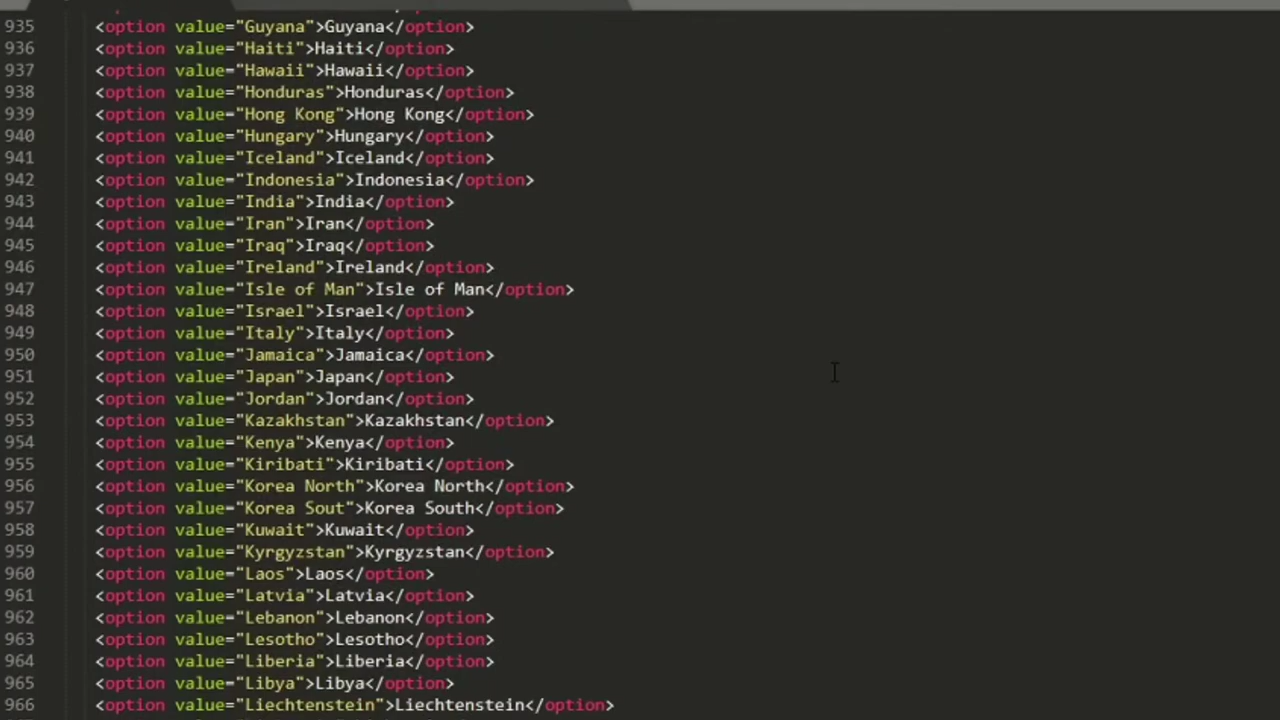 935 <option value="Guyana">Guyana</option>
936 <option value="Haiti">Haiti</option>
937 <option value="Hawaii">Hawaii</option>
938 <option value="Honduras">Honduras</option>
939 <option value="Hong Kong">Hong Kong</option>
940 <option value="Hungary">Hungary</option>
941 <option value="Iceland">Iceland</option>
942 <option value="Indonesia">Indonesia</option>
943 <option value="India">India</option>
944 <option value="Iran">Iran</option>
945 <option value="Iraq">Iraq</option>
946 <option value="Ireland">Ireland</option>
947 <option value="Isle of Man">Isle of Man</option>
948 <option value="Israel">Israel</option>
949 <option value="Italy">Italy</option>
950 <option value="Jamaica">Jamaica</option>
951 <option value="Japan">Japan</option>
952 <option value="Jordan">Jordan</option>
953 <option value="Kazakhstan">Kazakhstan</option>
954 <option value="Kenya">Kenya</option>
955 <option value="Kiribati">Kiribati</option>
956 <option value="Korea North">Korea North</option>
957 <option value="Korea Sout">Korea South</option>
958 <option value="Kuwait">Kuwait</option>
959 <option value="Kyrgyzstan">Kyrgyzstan</option>
960 <option value="Laos">Laos</option>
961 <option value="Latvia">Latvia</option>
962 <option value="Lebanon">Lebanon</option>
963 <option value="Lesotho">Lesotho</option>
964 <option value="Liberia">Liberia</option>
965 <option value="Libya">Libya</option>
966 <option value="Liechtenstein">Liechtenstein</option>